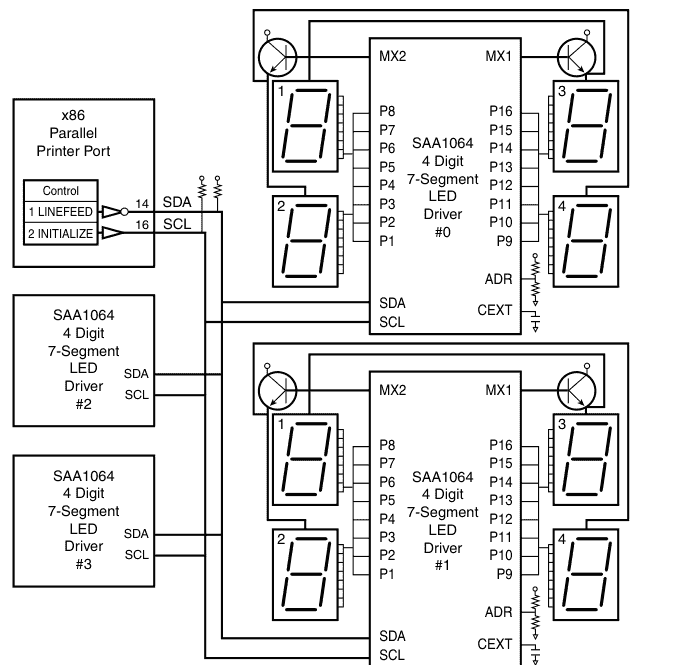 x86
Parallel
Printer Port
Control
1 LINEFEED
2 INITIALIZE
14 SDA
16 SCL
SAA1064
4 Digit
7-Segment
LED
Driver
#2
SDA
SCL
SAA1064
4 Digit
7-Segment
LED
Driver
#3
SDA
SCL
MX2 MX1
1
2
3
4
P8
P7
P6
P5
P4
P3
P2
P1
SAA1064
4 Digit
7-Segment
LED
Driver
#0
P16
P15
P14
P13
P12
P11
P10
P9
ADR
CEXT
SDA
SCL
MX2 MX1
1
2
3
4
P8
P7
P6
P5
P4
P3
P2
P1
SAA1064
4 Digit
7-Segment
LED
Driver
#1
P16
P15
P14
P13
P12
P11
P10
P9
ADR
CEXT
SDA
SCL